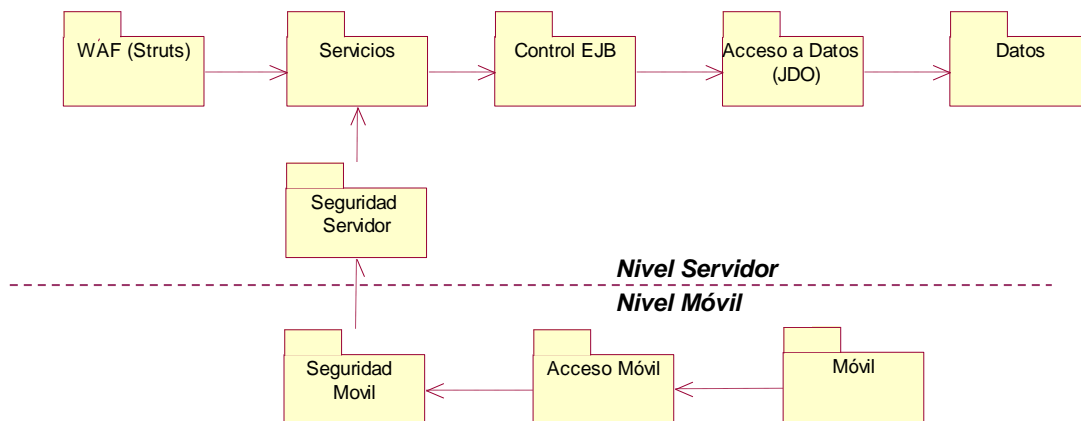 WAF (Struts)
Servicios
Control EJB
Acceso a Datos
(JDO)
Datos
Seguridad
Servidor
Nivel Servidor
Nivel Móvil
Seguridad
Movil
Acceso Móvil
Móvil